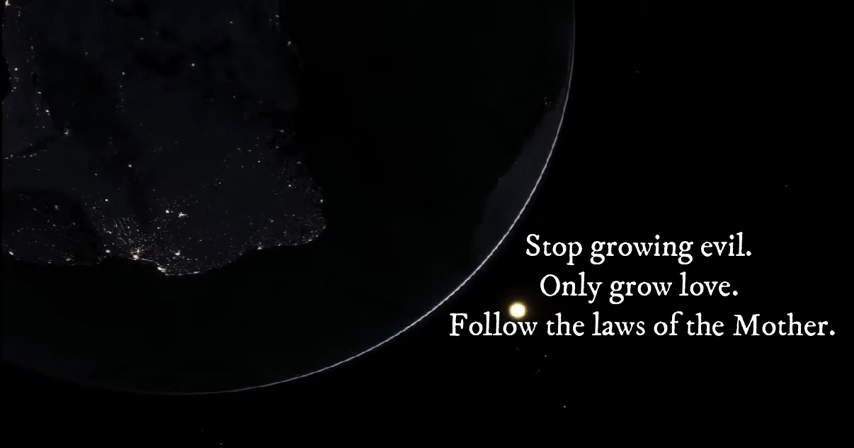 Stop growing evil.
Only grow love.
Follow the laws of the Mother.